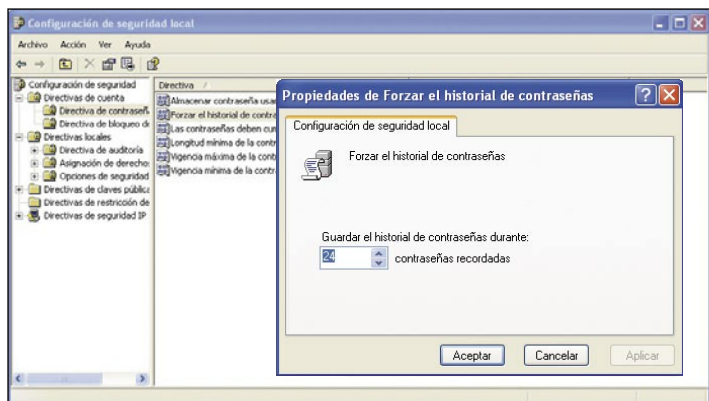 Configuración de seguridad local
Archivo Acción Ver Ayuda
Configuración de seguridad
Directivas de cuenta
Directiva de contraseñ
Directiva de bloqueo de
Directivas locales
Directiva de auditoría
Asignación de derecho
Opciones de seguridad
Directivas de claves pública
Directivas de restricción de
Directivas de seguridad IP
Directiva
Almacenar contraseña usa
Forzar el historial de contra
Las contraseñas deben cum
Longitud mínima de la contr
Vigencia máxima de la cont
Vigencia mínima de la contr
Propiedades de Forzar el historial de contraseñas
Configuración de seguridad local
Forzar el historial de contraseñas
Guardar el historial de contraseñas durante:
24 contraseñas recordadas
Aceptar Cancelar Aplicar